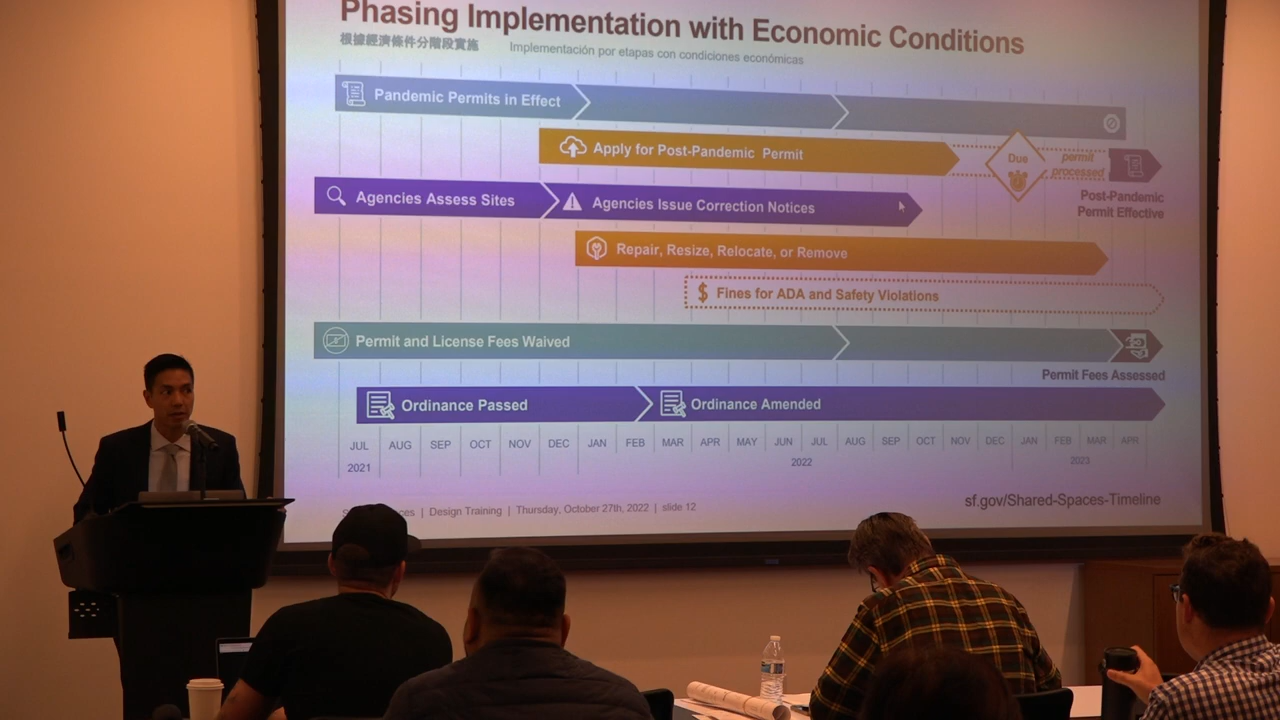 Phasing Implementation with Economic Conditions
根據經濟條件分階段實施
Implementación por etapas con condiciones económicas
Pandemic Permits in Effect
Apply for Post-Pandemic Permit
Due
permit
processed
Post-Pandemic
Permit Effective
Agencies Assess Sites
Agencies Issue Correction Notices
Repair, Resize, Relocate, or Remove
$ Fines for ADA and Safety Violations
Permit and License Fees Waived
Permit Fees Assessed
Ordinance Passed
Ordinance Amended
JUL AUG SEP OCT NOV DEC JAN FEB MAR APR MAY JUN JUL AUG SEP OCT NOV DEC JAN FEB MAR APR
2021 2022 2023
| Design Training | Thursday, October 27th, 2022 | slide 12
sf.gov/Shared-Spaces-Timeline